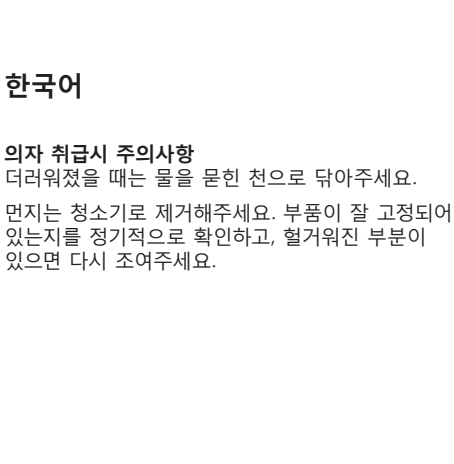 한국어
의자 취급시 주의사항
더러워졌을 때는 물을 묻힌 천으로 닦아주세요.
먼지는 청소기로 제거해주세요. 부품이 잘 고정되어
있는지를 정기적으로 확인하고, 헐거워진 부분이
있으면 다시 조여주세요.